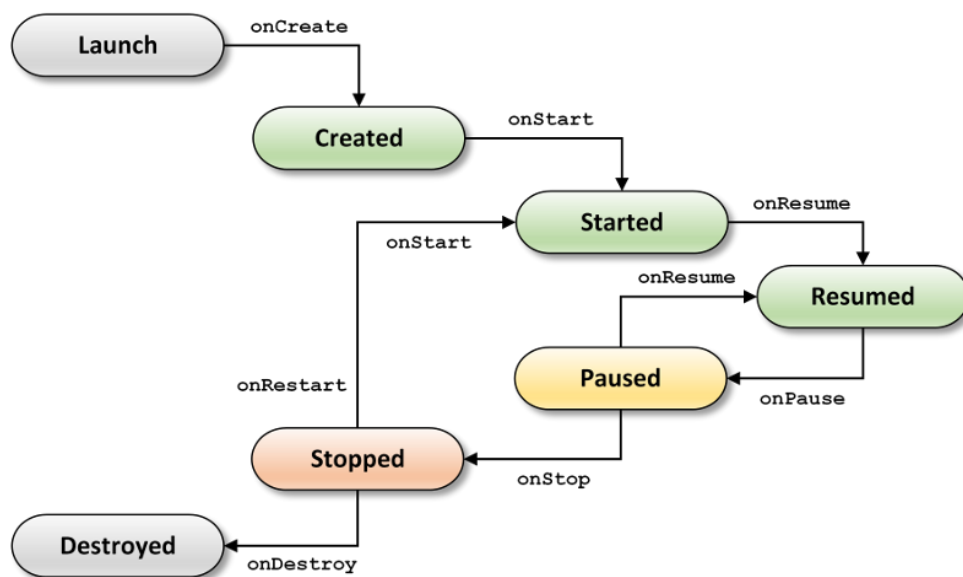 Launch
onCreate
Created
onStart
Started
onResume
onStart
onResume
Resumed
Paused
onRestart
onPause
Stopped
onStop
Destroyed
onDestroy